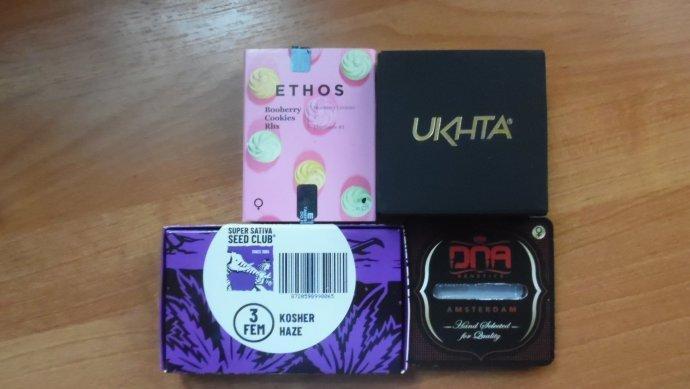 ETHOS
Booberry
Cookies
Rbx
UKHTA®
SUPER SATIVA
SEED CLUB®
3
FEM
KOSHER
HAZE
DNA
GENETICS
AMSTERDAM
Hand Selected
for Quality